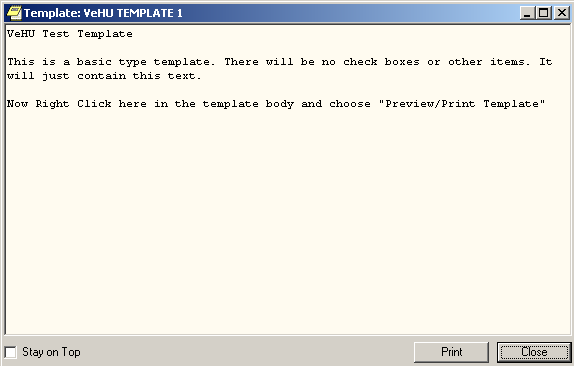 Template: VeHU TEMPLATE 1
VeHU Test Template
This is a basic type template. There will be no check boxes or other items. It
will just contain this text.
Now Right Click here in the template body and choose "Preview/Print Template"
Stay on Top
Print
Close